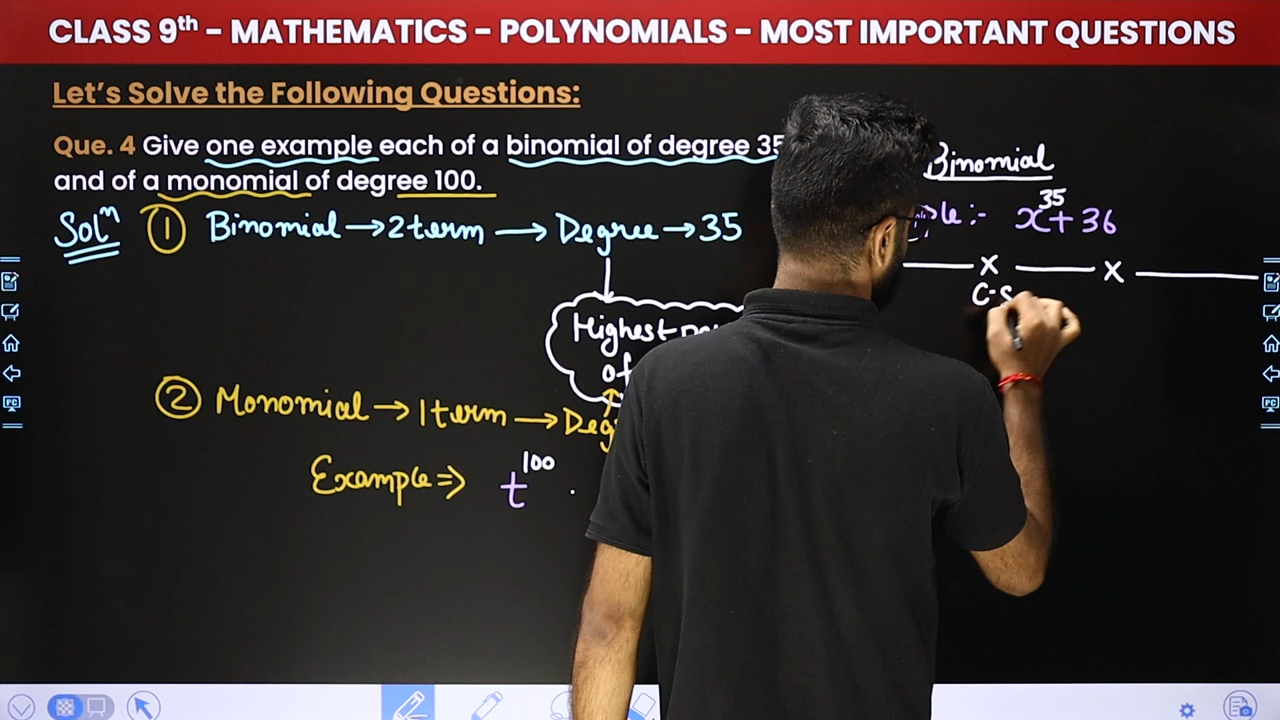 CLASS 9th – MATHEMATICS – POLYNOMIALS – MOST IMPORTANT QUESTIONS
Let's Solve the Following Questions:
Que. 4 Give one example each of a binomial of degree 35
and of a monomial of degree 100.
Solⁿ ① Binomial → 2 term → Degree → 35
Highest
of
② Monomial → 1 term → Deg
Example ⇒ t¹⁰⁰.
Binomial
:- x³⁵ + 36
x x
C-S
PC
PC